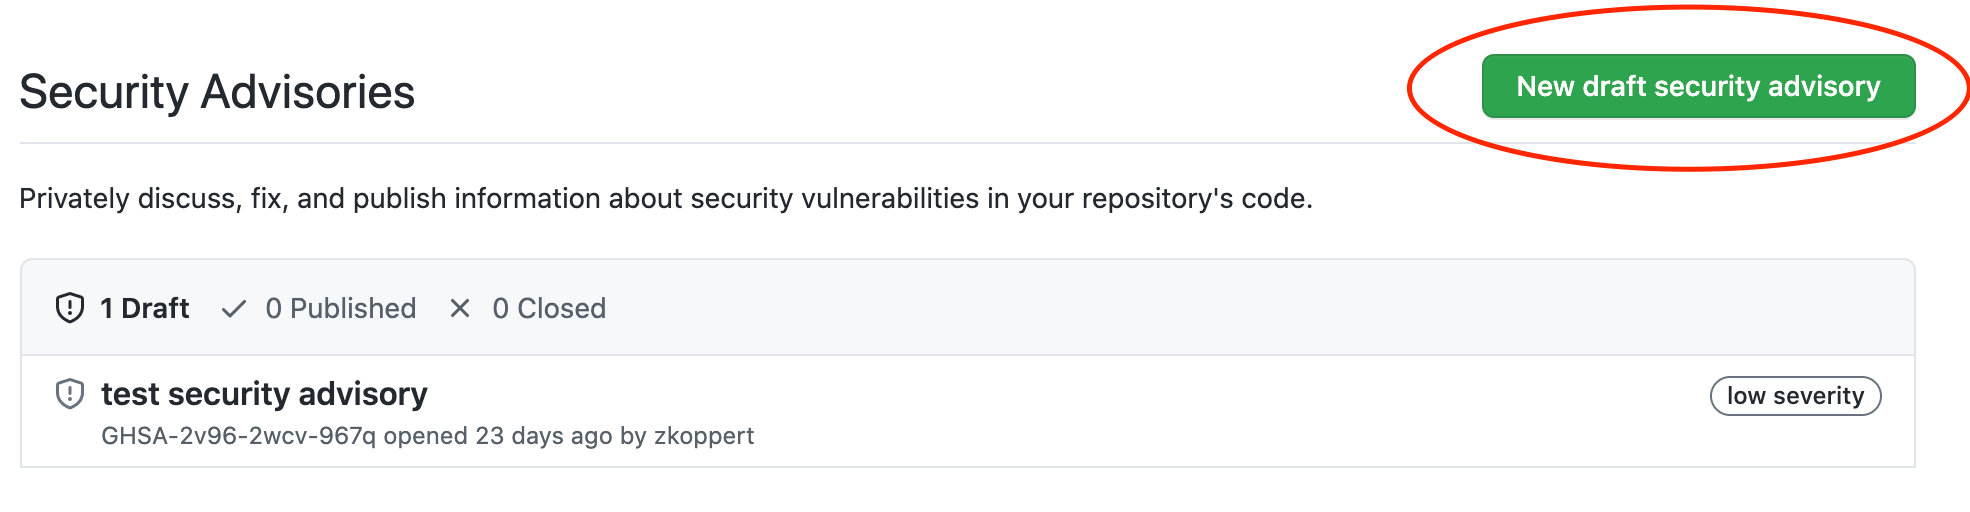 Security Advisories
New draft security advisory
Privately discuss, fix, and publish information about security vulnerabilities in your repository's code.
1 Draft 0 Published 0 Closed
test security advisory
low severity
GHSA-2v96-2wcv-967q opened 23 days ago by zkoppert